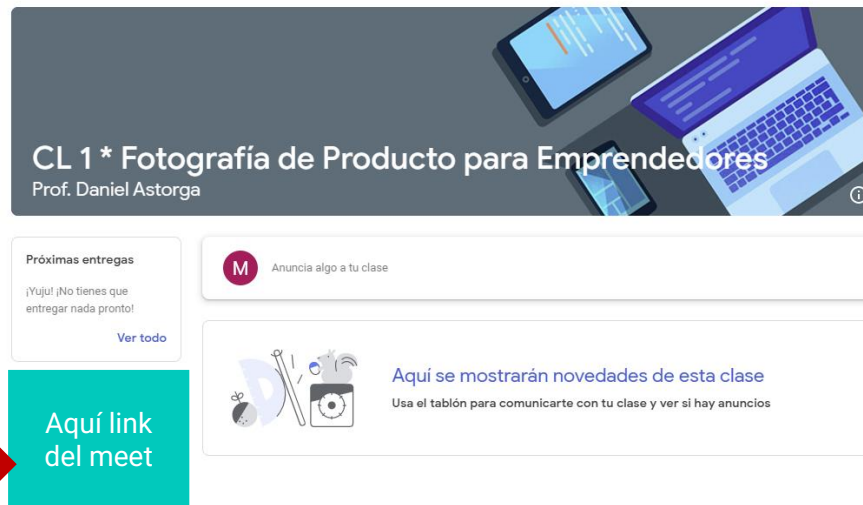 CL 1 * Fotografía de Producto para Emprendedores
Prof. Daniel Astorga
Próximas entregas
¡Yuju! ¡No tienes que
entregar nada pronto!
Ver todo
M
Anuncia algo a tu clase
Aquí se mostrarán novedades de esta clase
Usa el tablón para comunicarte con tu clase y ver si hay anuncios
Aquí link
del meet